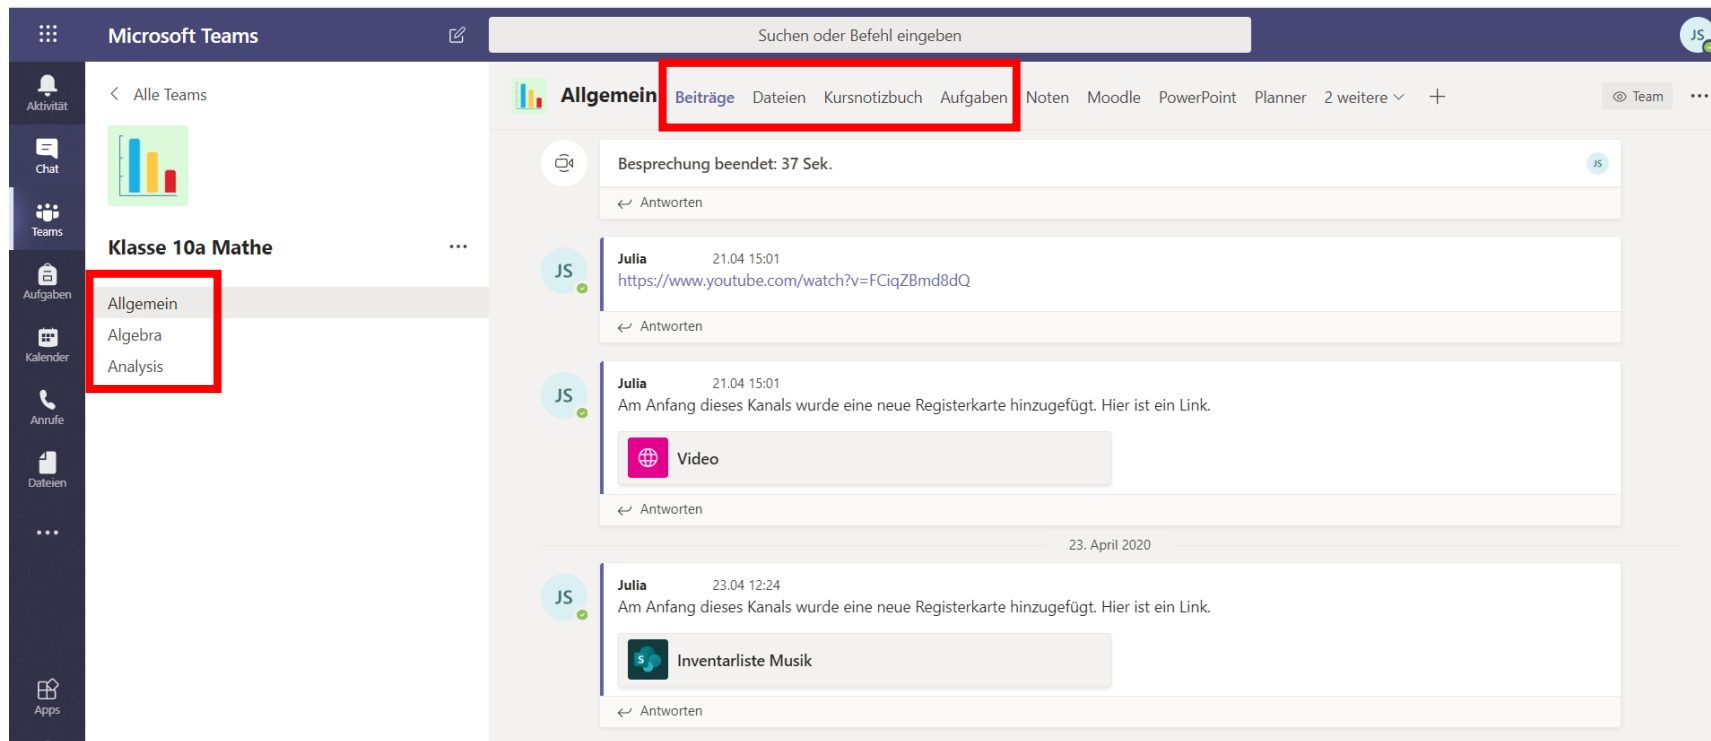 Microsoft Teams
Suchen oder Befehl eingeben
JS
Aktivität
Chat
Teams
Aufgaben
Kalender
Anrufe
Dateien
Apps
Alle Teams
Klasse 10a Mathe
Allgemein
Algebra
Analysis
Allgemein Beiträge Dateien Kursnotizbuch Aufgaben Noten Moodle PowerPoint Planner 2 weitere Team
Besprechung beendet: 37 Sek. JS
Antworten
JS
Julia 21.04 15:01
https://www.youtube.com/watch?v=FCiqZBmd8dQ
Antworten
JS
Julia 21.04 15:01
Am Anfang dieses Kanals wurde eine neue Registerkarte hinzugefügt. Hier ist ein Link.
Video
Antworten
23. April 2020
JS
Julia 23.04 12:24
Am Anfang dieses Kanals wurde eine neue Registerkarte hinzugefügt. Hier ist ein Link.
S Inventarliste Musik
Antworten